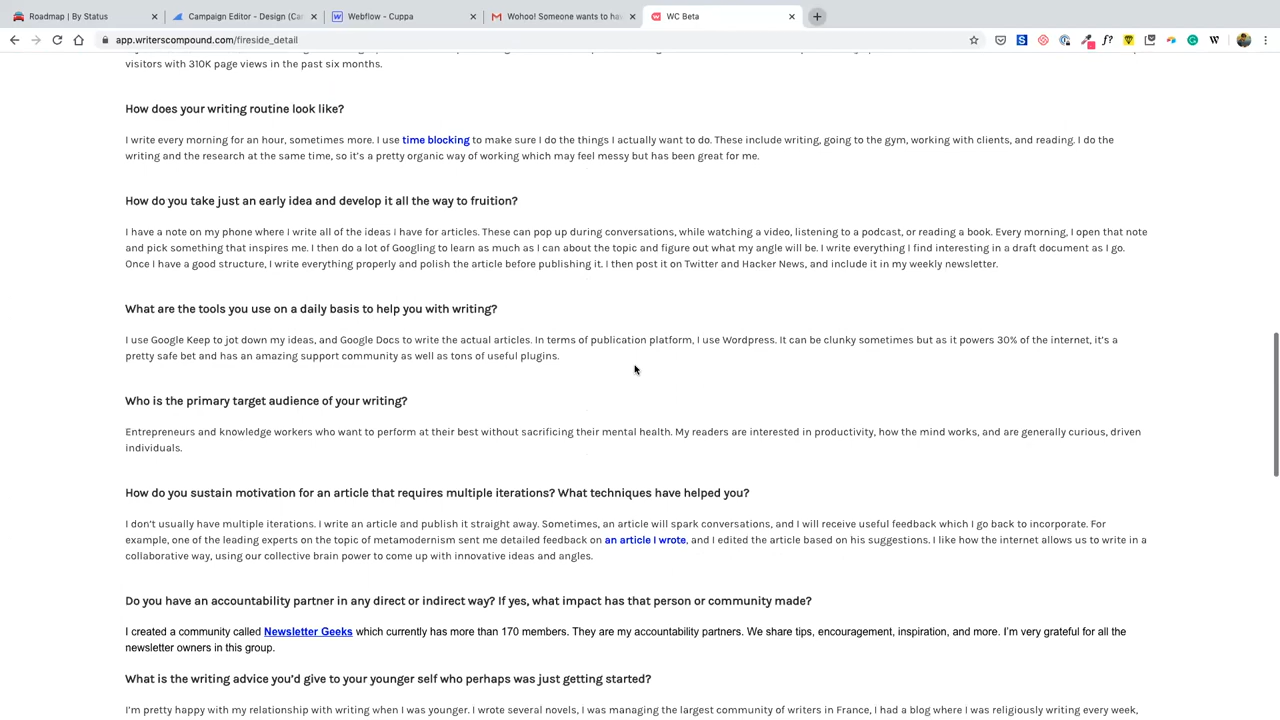 Roadmap | By Status
Campaign Editor - Design (Car
Webflow - Cuppa
Wohoo! Someone wants to hav
WC Beta
app.writerscompound.com/fireside_detail
visitors with 310K page views in the past six months.
How does your writing routine look like?
I write every morning for an hour, sometimes more. I use time blocking to make sure I do the things I actually want to do. These include writing, going to the gym, working with clients, and reading. I do the
writing and the research at the same time, so it's a pretty organic way of working which may feel messy but has been great for me.
How do you take just an early idea and develop it all the way to fruition?
I have a note on my phone where I write all of the ideas I have for articles. These can pop up during conversations, while watching a video, listening to a podcast, or reading a book. Every morning, I open that note
and pick something that inspires me. I then do a lot of Googling to learn as much as I can about the topic and figure out what my angle will be. I write everything I find interesting in a draft document as I go.
Once I have a good structure, I write everything properly and polish the article before publishing it. I then post it on Twitter and Hacker News, and include it in my weekly newsletter.
What are the tools you use on a daily basis to help you with writing?
I use Google Keep to jot down my ideas, and Google Docs to write the actual articles. In terms of publication platform, I use Wordpress. It can be clunky sometimes but as it powers 30% of the internet, it's a
pretty safe bet and has an amazing support community as well as tons of useful plugins.
Who is the primary target audience of your writing?
Entrepreneurs and knowledge workers who want to perform at their best without sacrificing their mental health. My readers are interested in productivity, how the mind works, and are generally curious, driven
individuals.
How do you sustain motivation for an article that requires multiple iterations? What techniques have helped you?
I don't usually have multiple iterations. I write an article and publish it straight away. Sometimes, an article will spark conversations, and I will receive useful feedback which I go back to incorporate. For
example, one of the leading experts on the topic of metamodernism sent me detailed feedback on an article I wrote, and I edited the article based on his suggestions. I like how the internet allows us to write in a
collaborative way, using our collective brain power to come up with innovative ideas and angles.
Do you have an accountability partner in any direct or indirect way? If yes, what impact has that person or community made?
I created a community called Newsletter Geeks which currently has more than 170 members. They are my accountability partners. We share tips, encouragement, inspiration, and more. I'm very grateful for all the
newsletter owners in this group.
What is the writing advice you'd give to your younger self who perhaps was just getting started?
I'm pretty happy with my relationship with writing when I was younger. I wrote several novels, I was managing the largest community of writers in France, I had a blog where I was religiously writing every week,